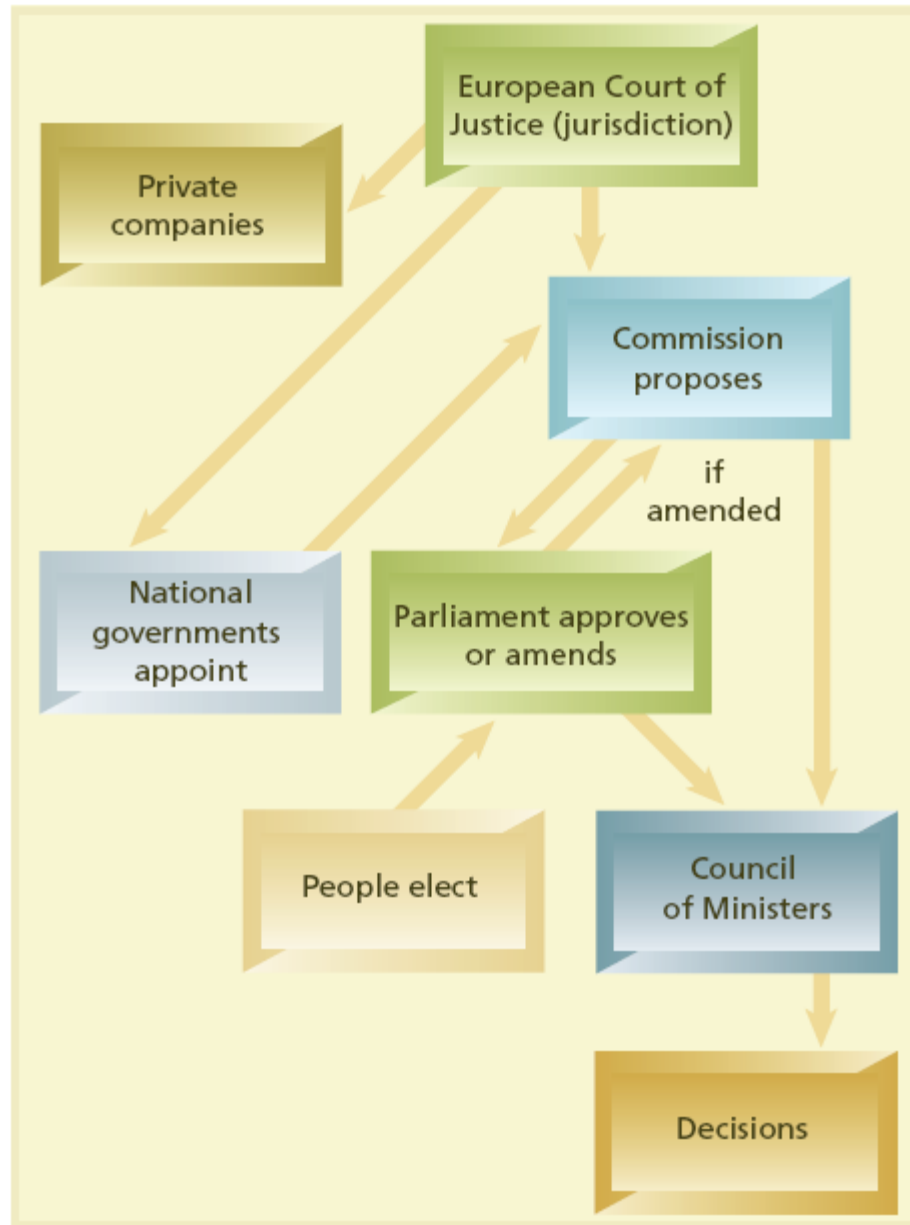 European Court of
Justice (jurisdiction)
Private
companies
Commission
proposes
if
amended
National
governments
appoint
Parliament approves
or amends
People elect
Council
of Ministers
Decisions